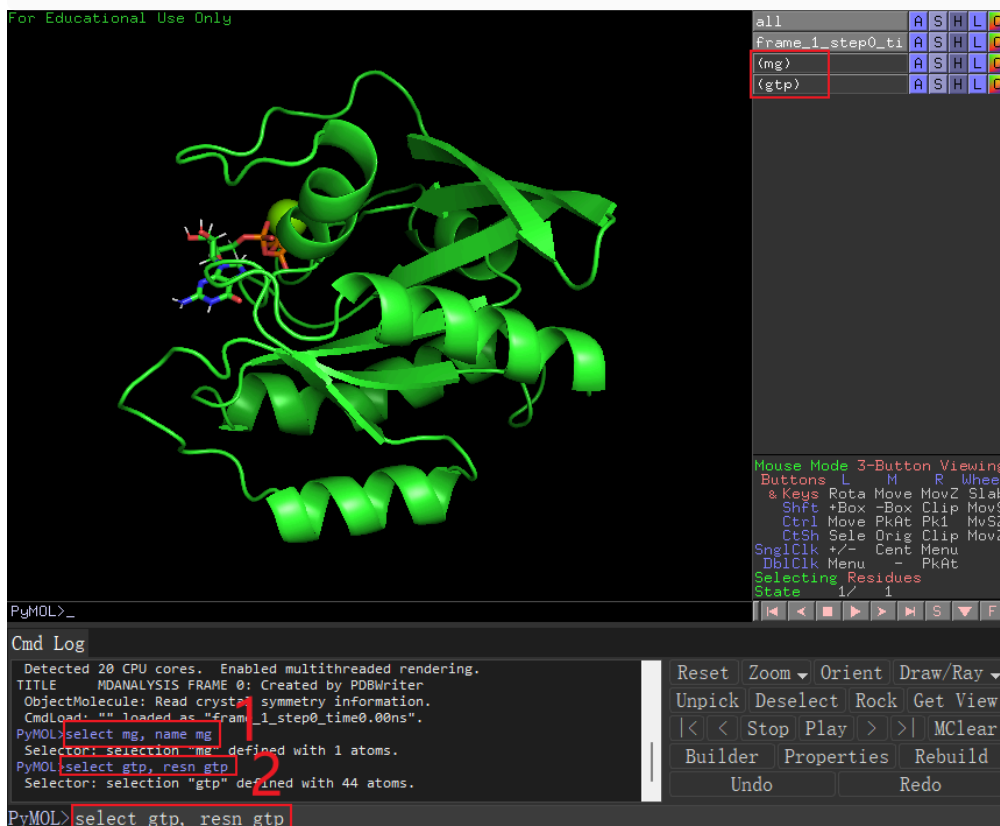 For Educational Use Only
all A S H L C
frame_1_step0_ti A S H L C
(mg) A S H L C
(gtp) A S H L C
Mouse Mode 3-Button Viewing
Buttons L M R Whee
& Keys Rota Move MovZ Slab
Shft +Box -Box Clip MovS
Ctrl Move PkAt Pk1 MvSZ
CtSh Sele Orig Clip MovZ
SnglClk +/- Cent Menu
DblClk Menu - PkAt
Selecting Residues
State 1/ 1
PyMOL>_
S F
Cmd Log
Detected 20 CPU cores. Enabled multithreaded rendering.
TITLE MDANALYSIS FRAME 0: Created by PDBWriter
ObjectMolecule: Read crystal symmetry information.
CmdLoad: "" loaded as "frame_1_step0_time0.00ns".
PyMOL>select mg, name mg
1
Selector: selection "mg" defined with 1 atoms.
PyMOL>select gtp, resn gtp
2
Selector: selection "gtp" defined with 44 atoms.
Reset Zoom Orient Draw/Ray
Unpick Deselect Rock Get View
|< < Stop Play > >| MClear
Builder Properties Rebuild
Undo Redo
PyMOL>select gtp, resn gtp